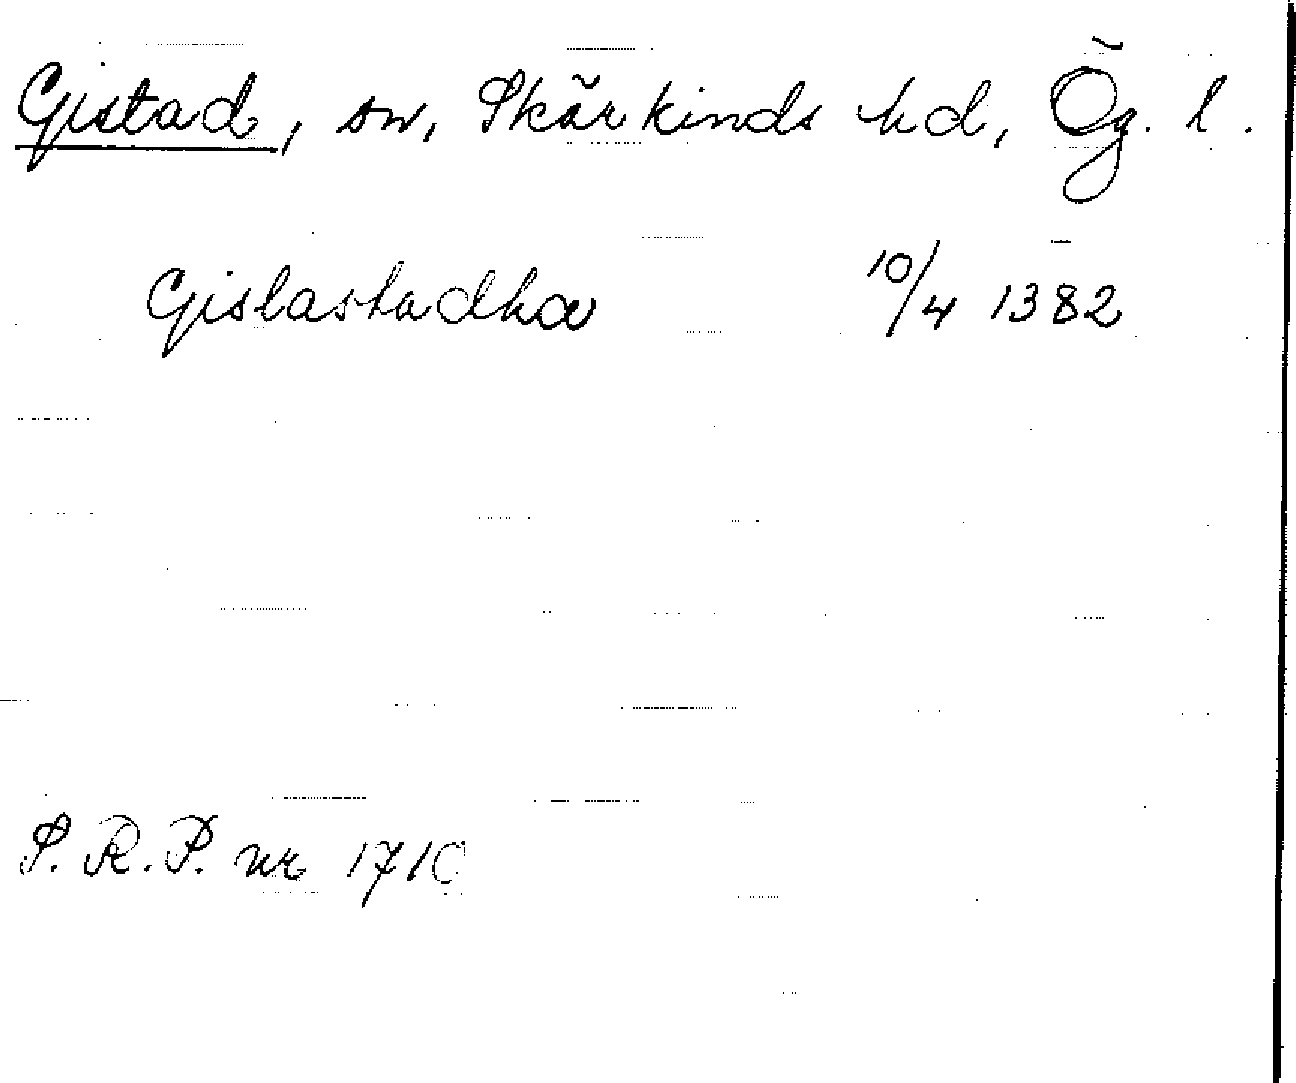 Gistad, sn, Skärkinds hd, Ög. l.
Gislastadha 10/4 1382
S.R.P. nr 1710